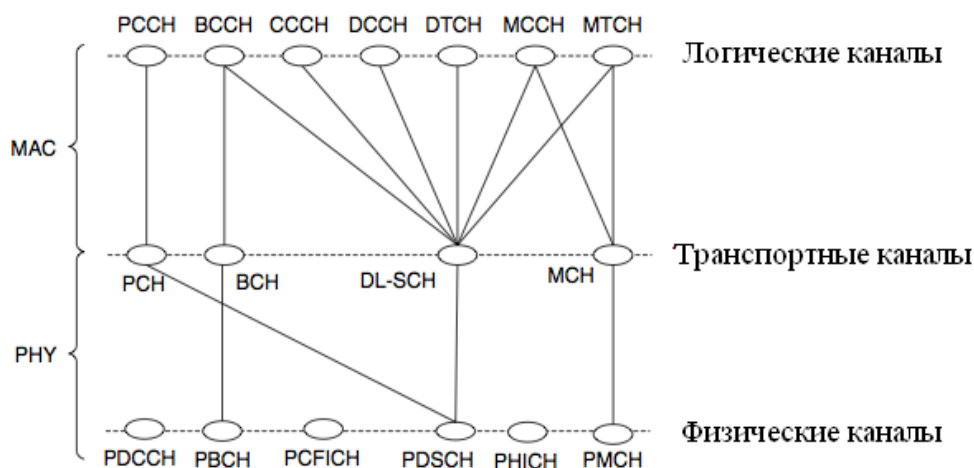 PCCH BCCH CCCH DCCH DTCH MCCH MTCH
Логические каналы
MAC
Транспортные каналы
PCH BCH DL-SCH MCH
PHY
Физические каналы
PDCCH PBCH PCFICH PDSCH PHICH PMCH